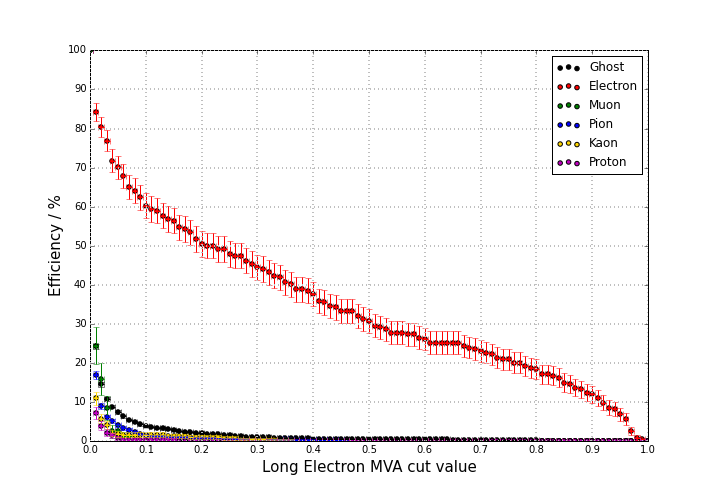 100
90
80
70
60
50
40
30
20
10
0
Efficiency / %
0.0 0.1 0.2 0.3 0.4 0.5 0.6 0.7 0.8 0.9 1.0
Long Electron MVA cut value
Ghost
Electron
Muon
Pion
Kaon
Proton